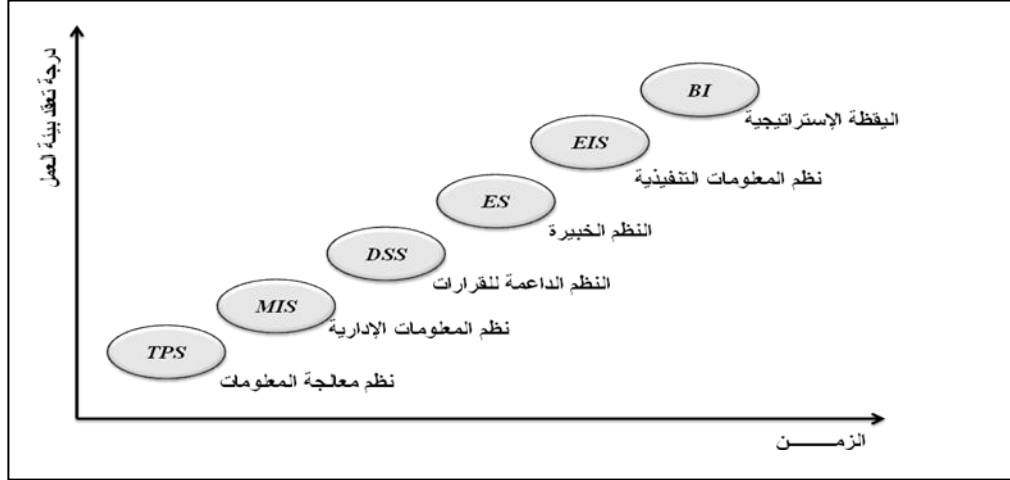 درجة تعقد بيئة العمل
BI
اليقظة الإستراتيجية
EIS
نظم المعلومات التنفيذية
ES
النظم الخبيرة
DSS
النظم الداعمة للقرارات
MIS
نظم المعلومات الإدارية
TPS
نظم معالجة المعلومات
الزمــــــن